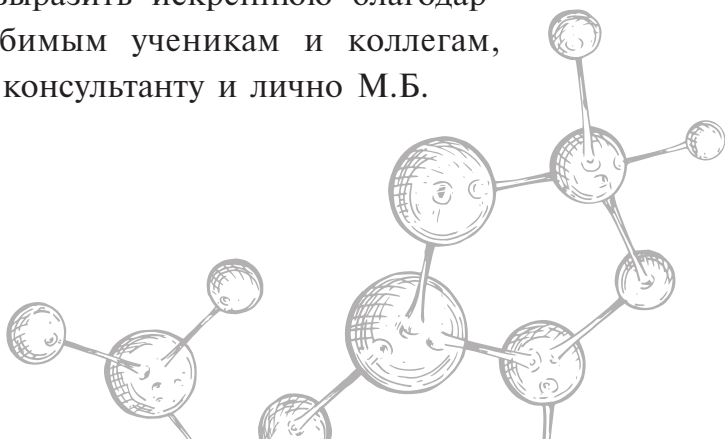 выразить искреннюю благодар
бимым ученикам и коллегам,
консультанту и лично М.Б.